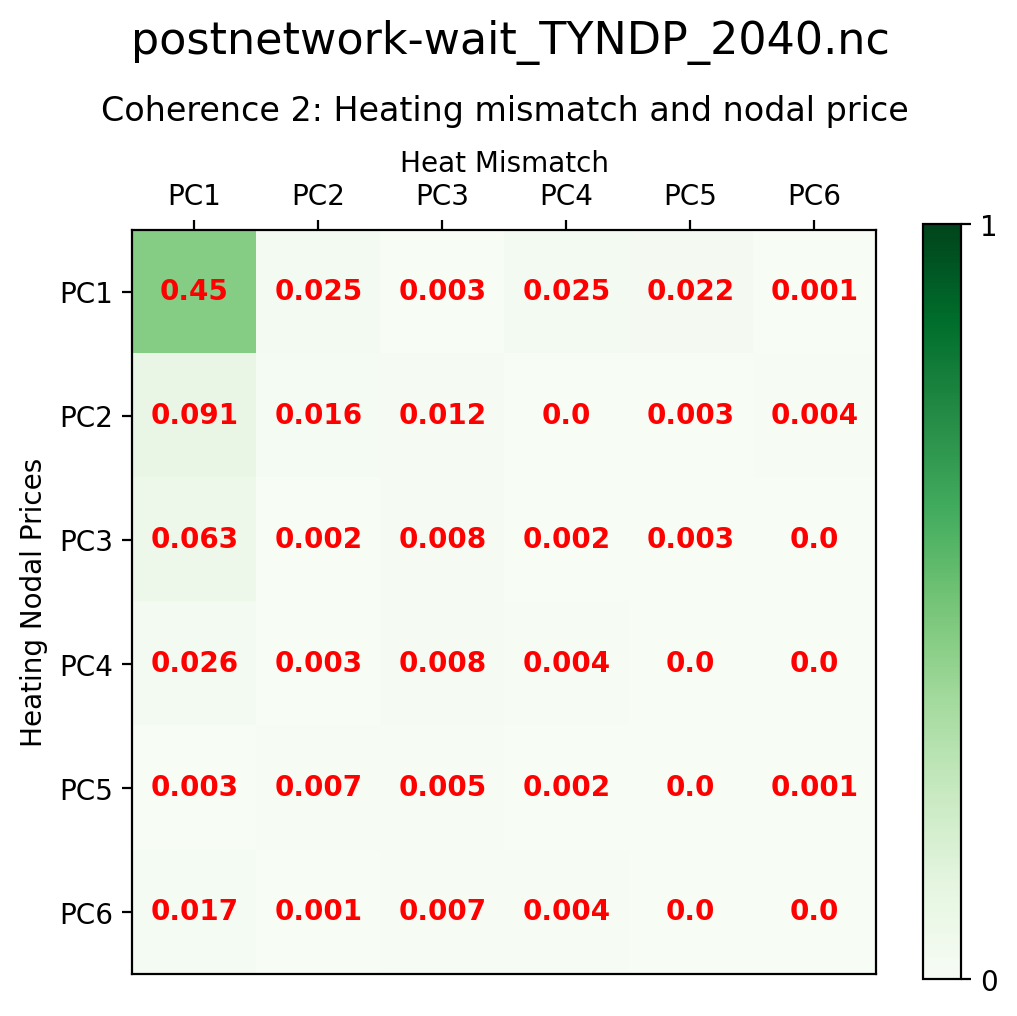 postnetwork-wait_TYNDP_2040.nc
Coherence 2: Heating mismatch and nodal price
Heat Mismatch
PC1 PC2 PC3 PC4 PC5 PC6
1
PC1 0.45 0.025 0.003 0.025 0.022 0.001
PC2 0.091 0.016 0.012 0.0 0.003 0.004
Heating Nodal Prices
PC3 0.063 0.002 0.008 0.002 0.003 0.0
PC4 0.026 0.003 0.008 0.004 0.0 0.0
PC5 0.003 0.007 0.005 0.002 0.0 0.001
PC6 0.017 0.001 0.007 0.004 0.0 0.0
0